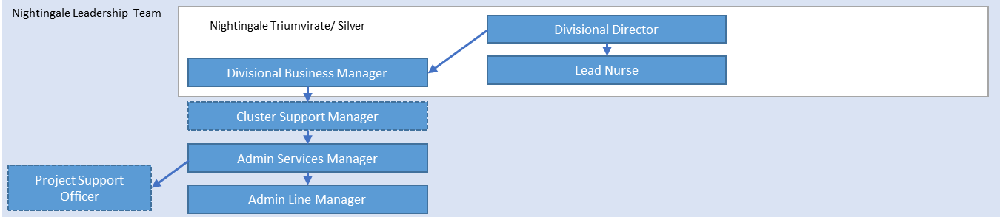 Nightingale Leadership Team
Nightingale Triumvirate/ Silver
Divisional Director
Divisional Business Manager
Lead Nurse
Cluster Support Manager
Admin Services Manager
Project Support
Officer
Admin Line Manager